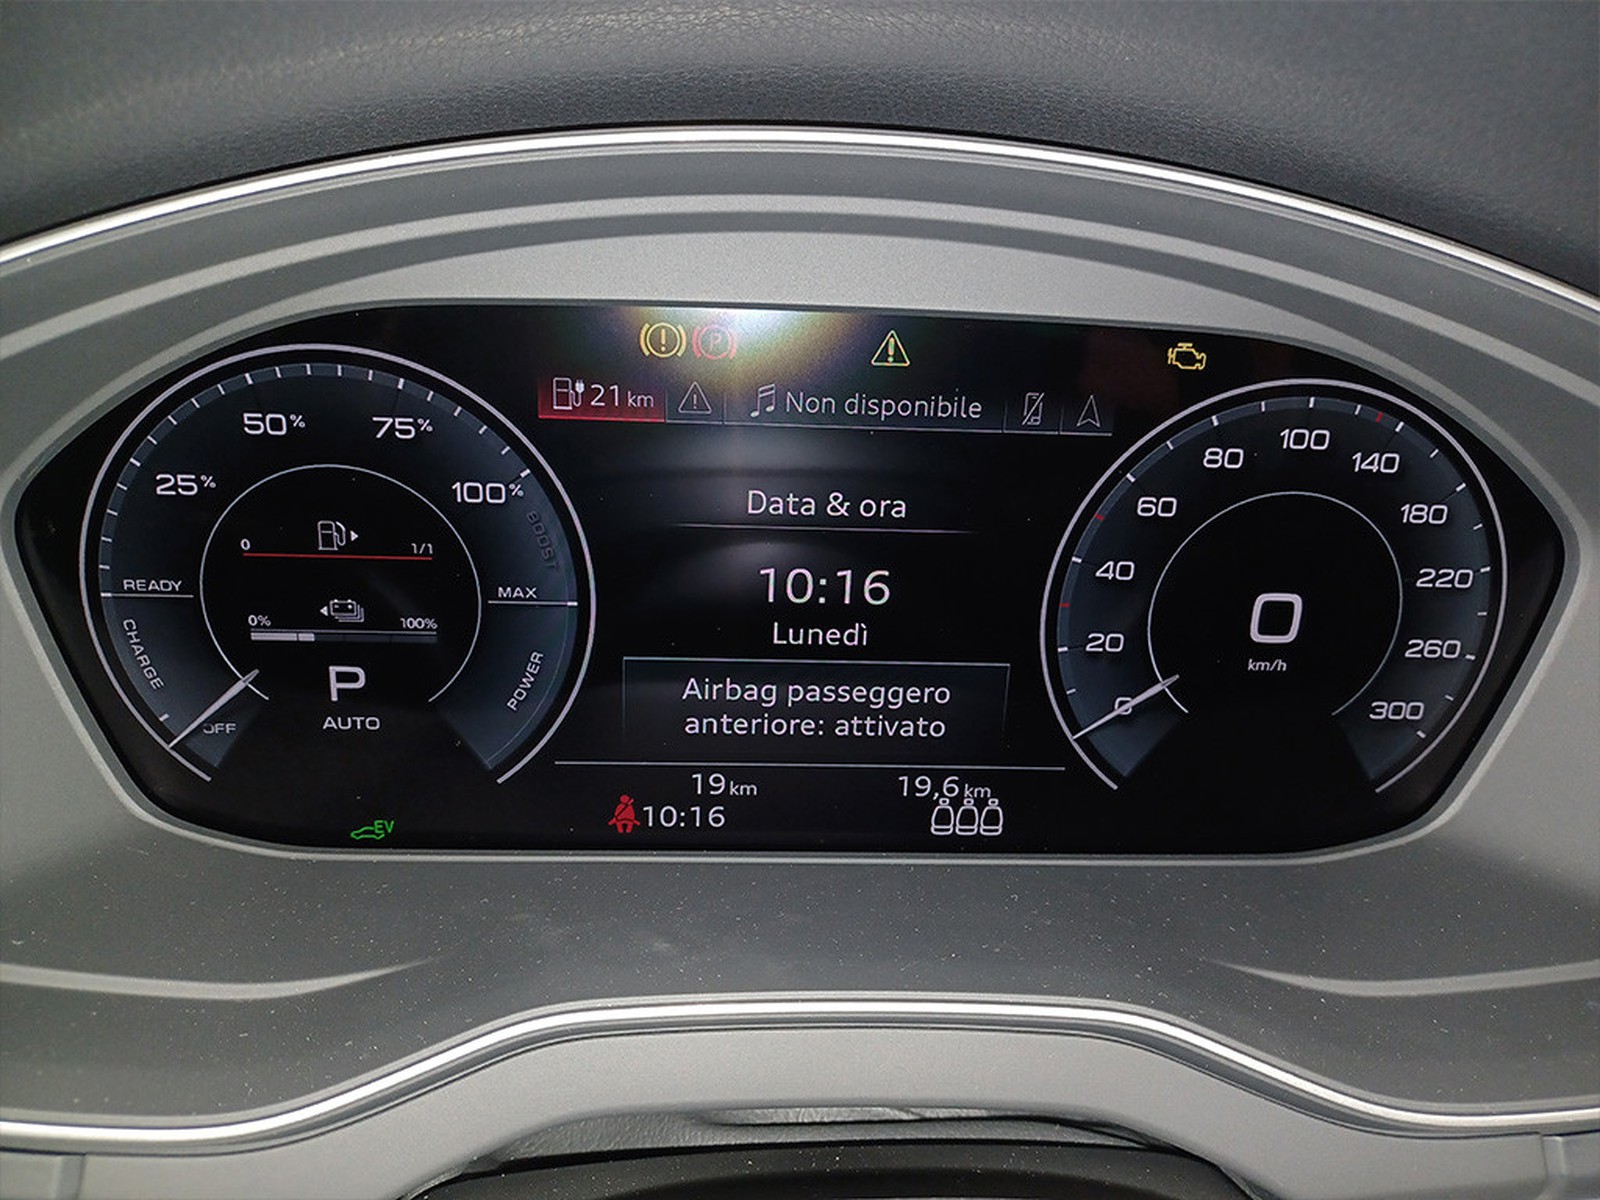 P
21 km
Non disponibile
25%
50%
75%
100%
BOOST
READY
MAX
CHARGE
POWER
OFF
0
1/1
0%
100%
P
AUTO
EV
Data & ora
10:16
Lunedì
Airbag passeggero
anteriore: attivato
19 km
19,6 km
10:16
0
20
40
60
80
100
140
180
220
260
300
0
km/h